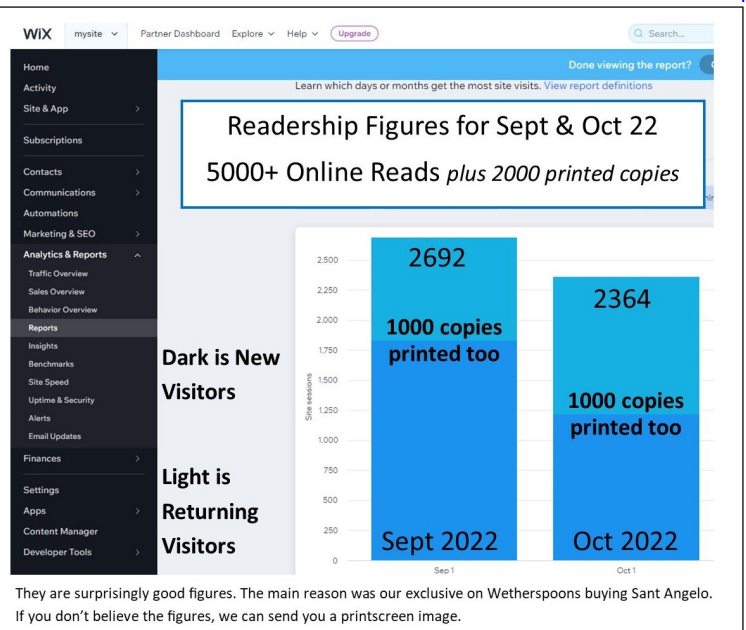 WiX mysite Partner Dashboard Explore Help Upgrade Search...
Done viewing the report?
Learn which days or months get the most site visits. View report definitions
Home
Activity
Site & App
Subscriptions
Contacts
Communications
Automations
Marketing & SEO
Analytics & Reports
Traffic Overview
Sales Overview
Behavior Overview
Reports
Insights
Benchmarks
Site Speed
Uptime & Security
Alerts
Email Updates
Finances
Settings
Apps
Content Manager
Developer Tools
Readership Figures for Sept & Oct 22
5000+ Online Reads plus 2000 printed copies
Dark is New
Visitors
Light is
Returning
Visitors
Site sessions
2,500
2,250
2,000
1,750
1,500
1,250
1,000
750
500
250
0
2692
1000 copies
printed too
Sept 2022
Sep 1
2364
1000 copies
printed too
Oct 2022
Oct 1
They are surprisingly good figures. The main reason was our exclusive on Wetherspoons buying Sant Angelo.
If you don’t believe the figures, we can send you a printscreen image.